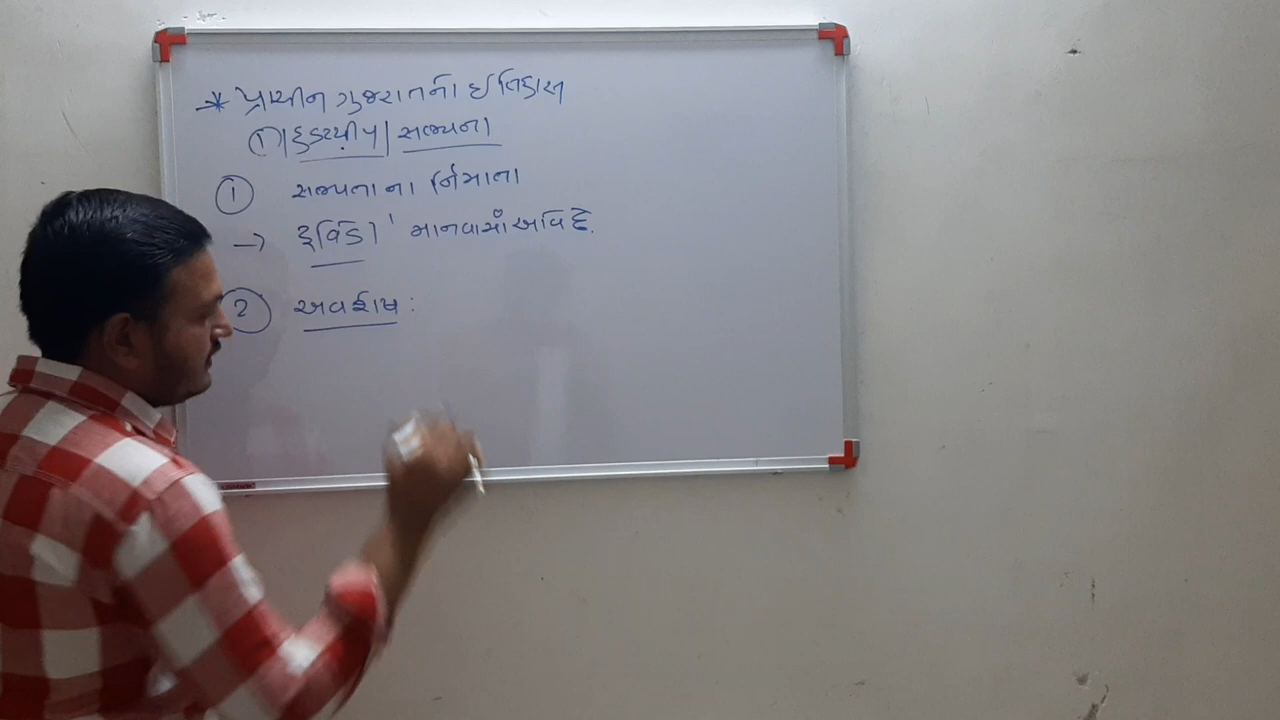 * પ્રાચીન ગુજરાતનો ઈતિહાસ
(1) હડપ્પીય સભ્યતા
① સભ્યતાના નિર્માતા
→ દ્રવિડો માનવામાં આવે છે.
② અવશેષ :